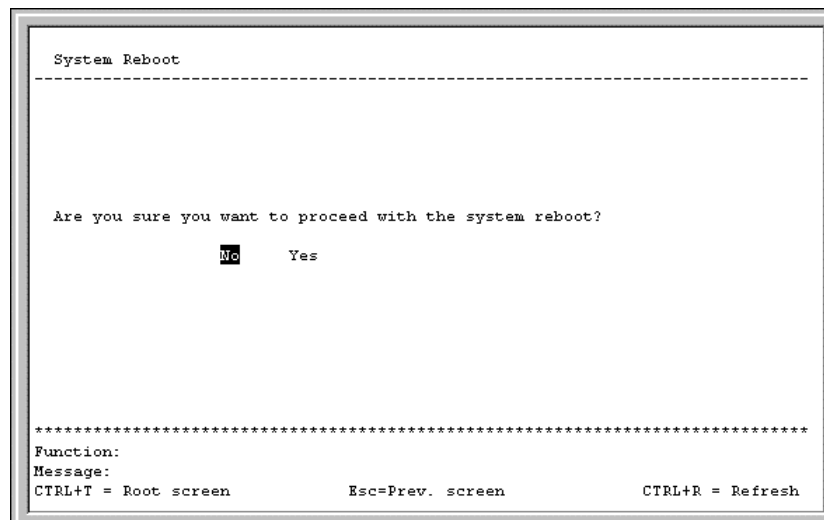 System Reboot
--------------------------------------------------------------------------------
Are you sure you want to proceed with the system reboot?
No Yes
********************************************************************************
Function:
Message:
CTRL+T = Root screen Esc=Prev. screen CTRL+R = Refresh